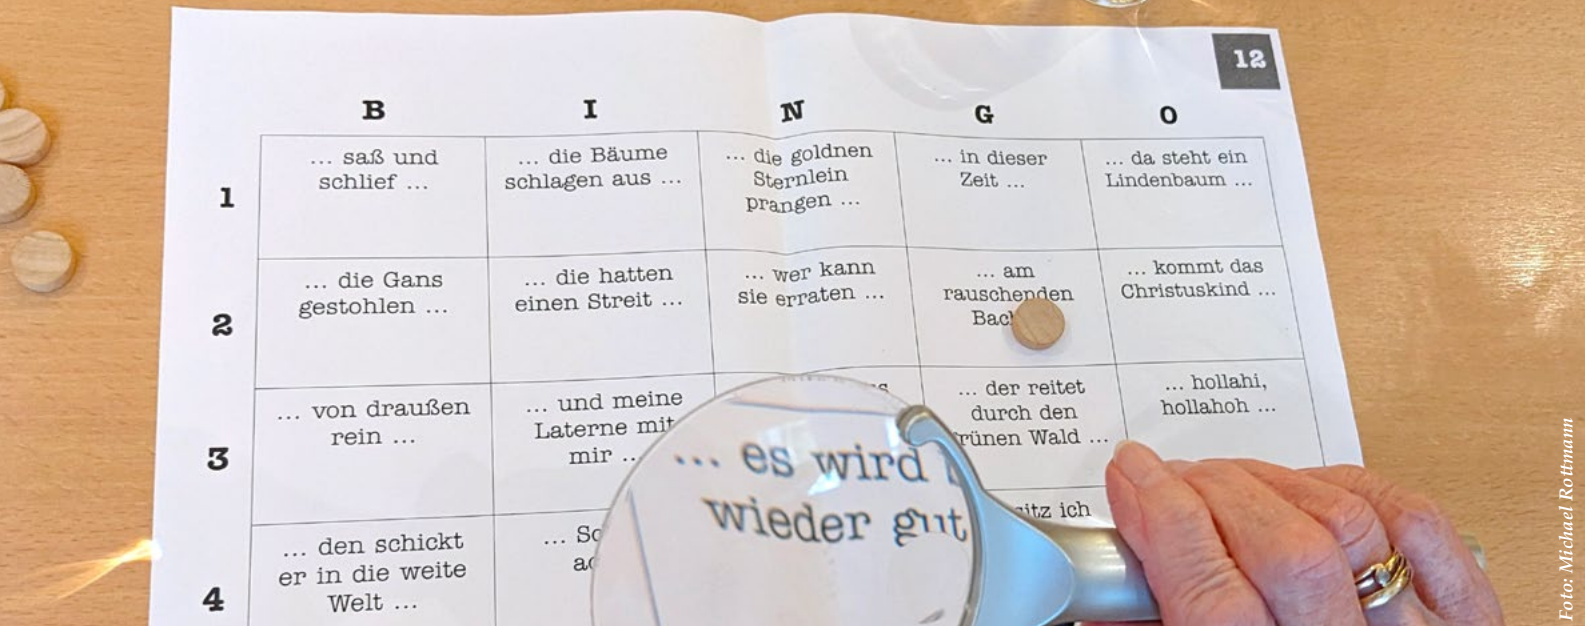 12
B I N G O
1
... saß und
schlief ...
... die Bäume
schlagen aus ...
... die goldnen
Sternlein
prangen ...
... in dieser
Zeit ...
... da steht ein
Lindenbaum ...
2
... die Gans
gestohlen ...
... die hatten
einen Streit ...
... wer kann
sie erraten ...
... am
rauschenden
... kommt das
Christuskind ...
3
... von draußen
rein ...
... und meine
Laterne mit
mir ...
... es wird
wieder gut
... der reitet
durch den
Wald ...
... hollahi,
hollahoh ...
ich
4
... den schickt
er in die weite
Welt ...
...
Foto: Michael Rottmann